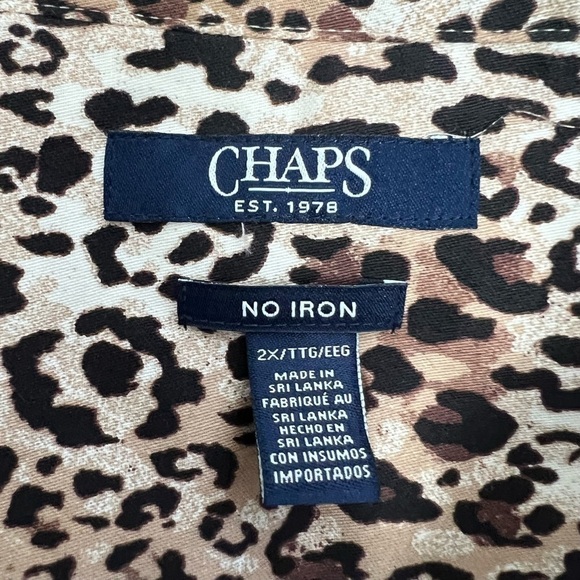 CHAPS
EST. 1978
NO IRON
2X/TTG/EEG
MADE IN
SRI LANKA
FABRIQUÉ AU
SRI LANKA
HECHO EN
SRI LANKA
CON INSUMOS
IMPORTADOS